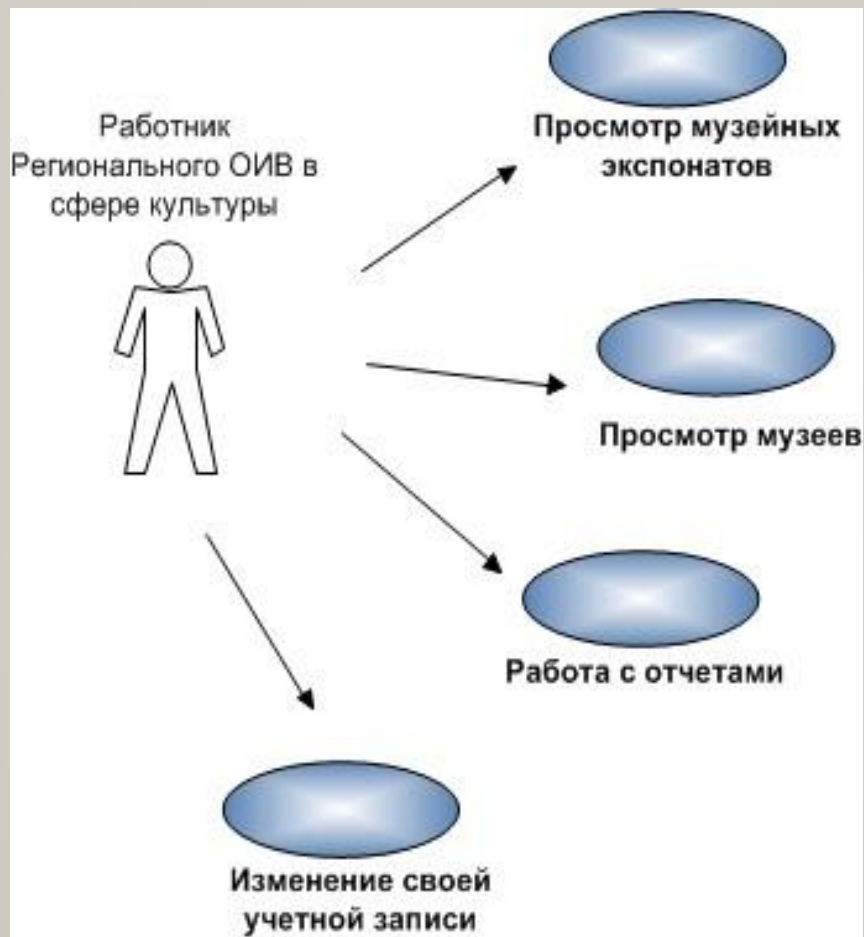 Работник
Регионального ОИВ в
сфере культуры
Просмотр музейных
экспонатов
Просмотр музеев
Работа с отчетами
Изменение своей
учетной записи